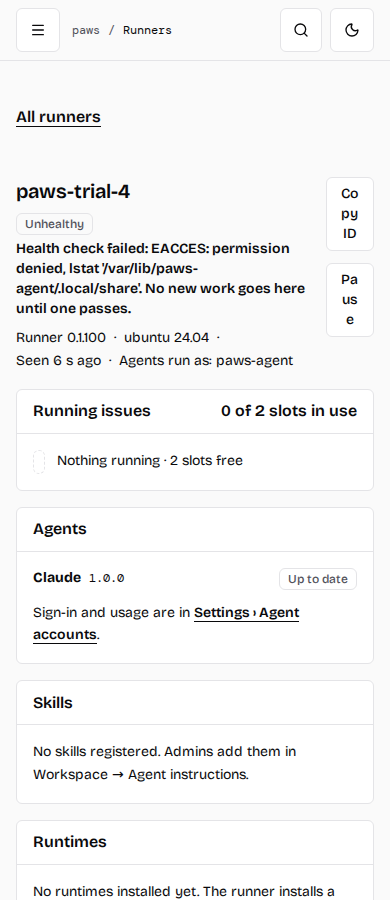 paws / Runners
All runners
paws-trial-4
Co
py
ID
Unhealthy
Health check failed: EACCES: permission
denied, lstat '/var/lib/paws-
agent/.local/share'. No new work goes here
until one passes.
Pa
us
e
Runner 0.1.100 · ubuntu 24.04 ·
Seen 6 s ago · Agents run as: paws-agent
Running issues 0 of 2 slots in use
Nothing running · 2 slots free
Agents
Claude 1.0.0 Up to date
Sign-in and usage are in Settings › Agent
accounts.
Skills
No skills registered. Admins add them in
Workspace → Agent instructions.
Runtimes
No runtimes installed yet. The runner installs a